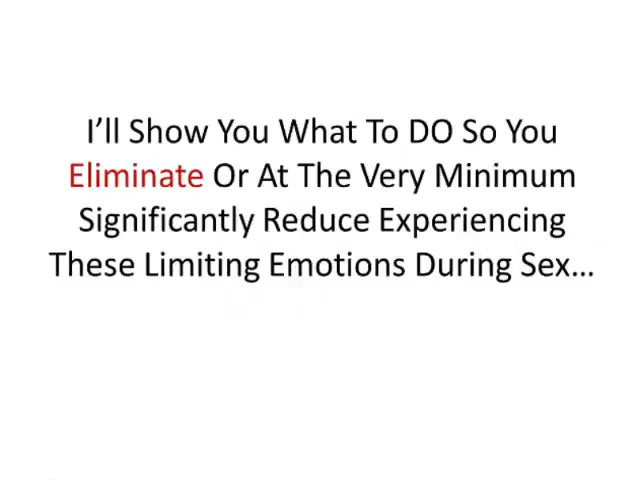 I’ll Show You What To DO So You
Eliminate Or At The Very Minimum
Significantly Reduce Experiencing
These Limiting Emotions During Sex…